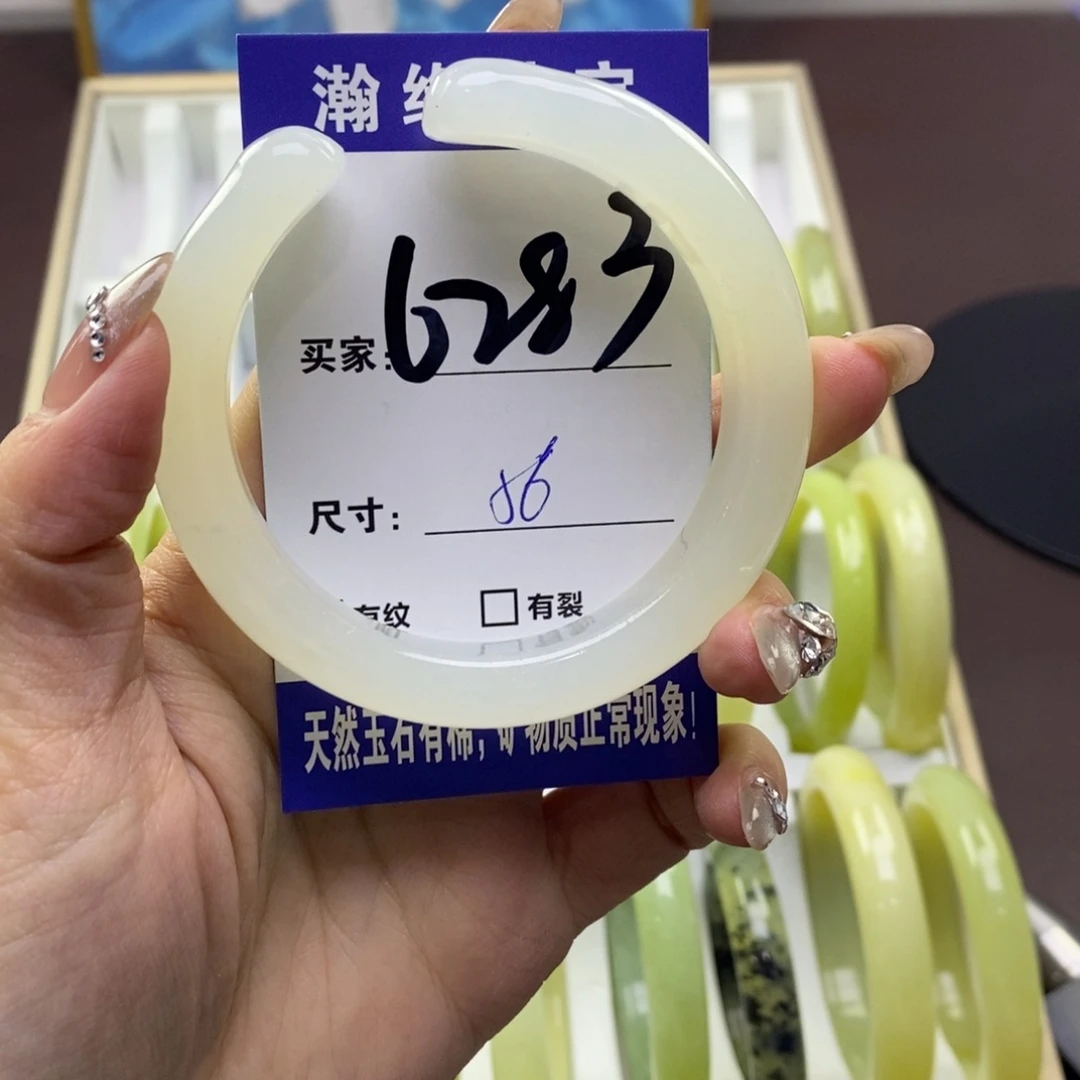 瀚
6283
买家:
尺寸: 56
有纹 有裂
天然玉石有棉,矿物质正常现象!